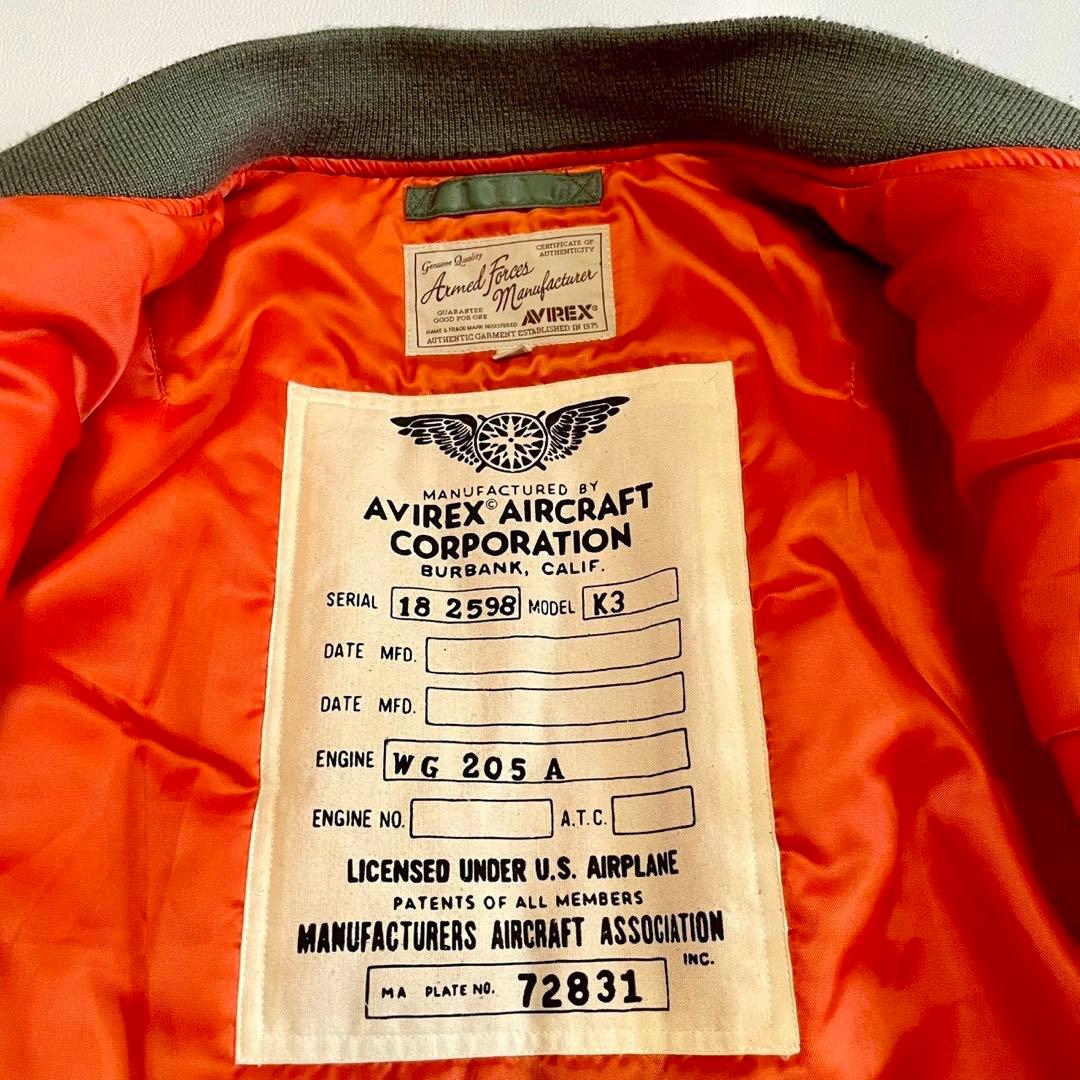 Genuine Quality
CERTIFICATE OF
AUTHENTICITY
Armed Forces
Manufacturer
GUARANTEE
GOOD FOR ONE
AVIREX®
NAME & TRADE MARK REGISTERED
AUTHENTIC GARMENT ESTABLISHED IN 1975
MANUFACTURED BY
AVIREX© AIRCRAFT
CORPORATION
BURBANK, CALIF.
SERIAL 18 2598 MODEL K3
DATE MFD.
DATE MFD.
ENGINE WG 205 A
ENGINE NO. A.T.C.
LICENSED UNDER U.S. AIRPLANE
PATENTS OF ALL MEMBERS
MANUFACTURERS AIRCRAFT ASSOCIATION
INC.
MA PLATE NO. 72831